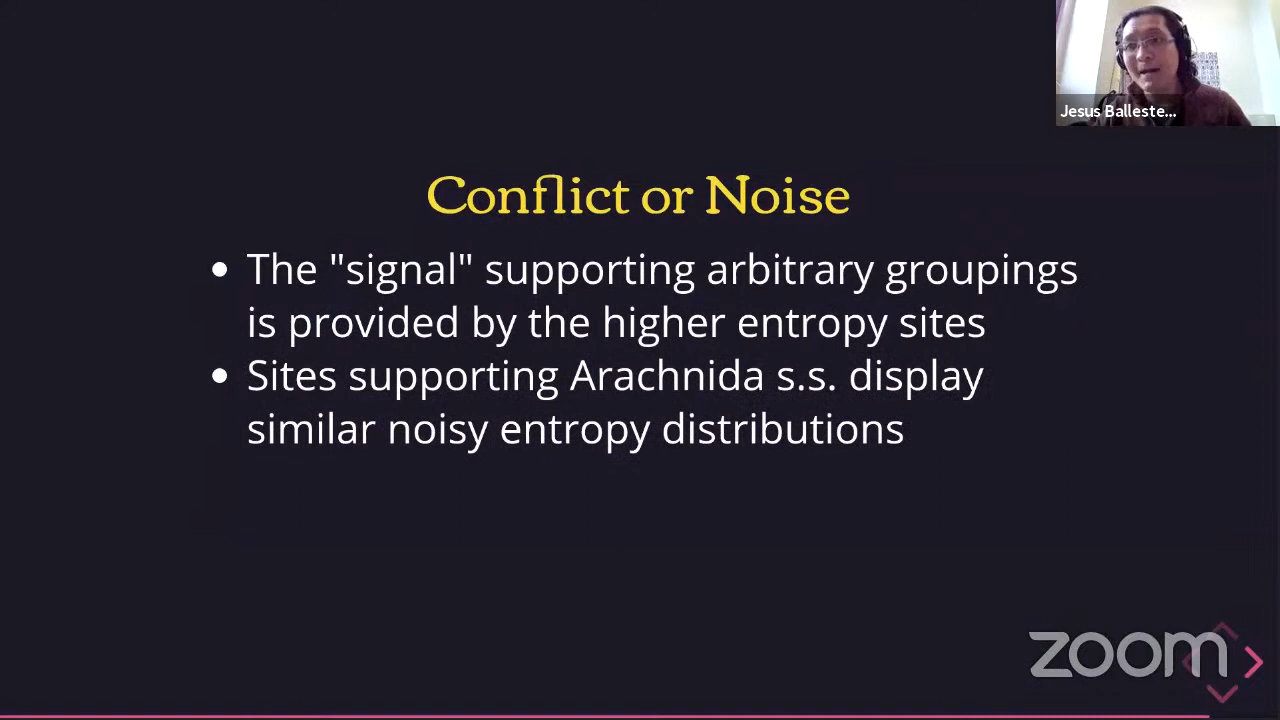 Jesus Balleste...
Conflict or Noise
The "signal" supporting arbitrary groupings
is provided by the higher entropy sites
Sites supporting Arachnida s.s. display
similar noisy entropy distributions
zoom